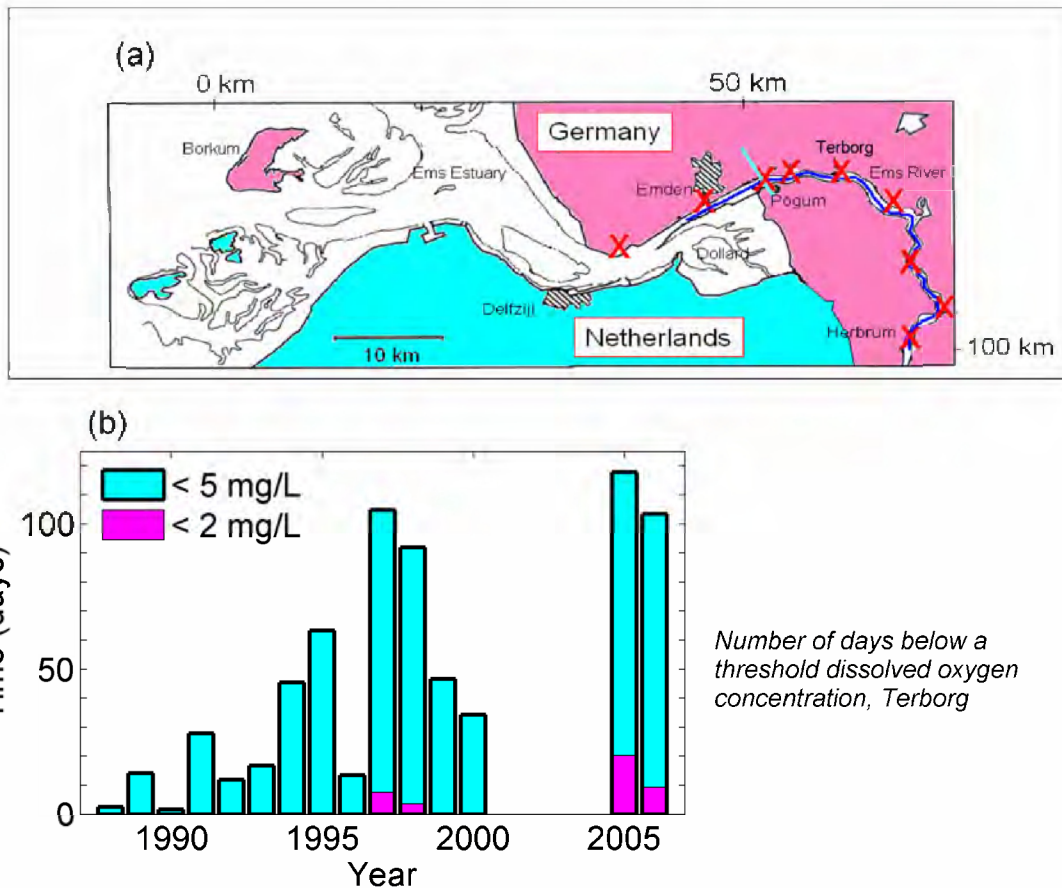 (a)
0 km
50 km
Germany
Borkum
Ems Estuary
Terborg
Emden
Ems River
Pogum
Dollard
Delfzijl
Herbrum
Netherlands
10 km
100 km
(b)
< 5 mg/L
< 2 mg/L
100
50
0
(days)
1990
1995
2000
2005
Year
Number of days below a
threshold dissolved oxygen
concentration, Terborg